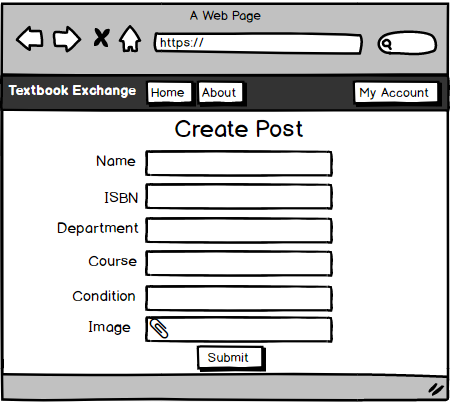 A Web Page
https://
Textbook Exchange Home About My Account
Create Post
Name
ISBN
Department
Course
Condition
Image
Submit